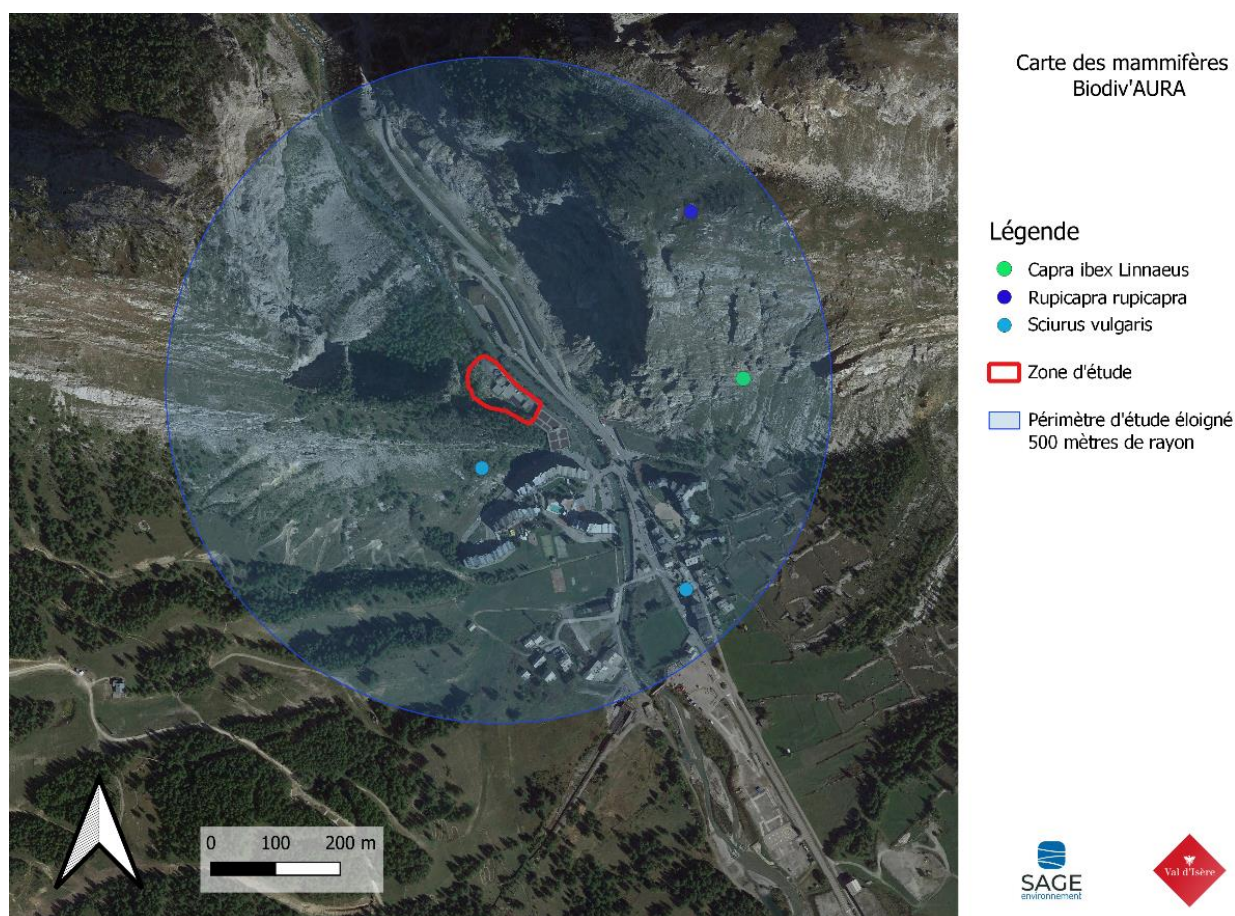 Carte des mammifères
Biodiv'AURA
Légende
Capra ibex Linnaeus
Rupicapra rupicapra
Sciurus vulgaris
Zone d'étude
Périmètre d'étude éloigné
500 mètres de rayon
0 100 200 m
SAGE
environnement
Val d'Isère